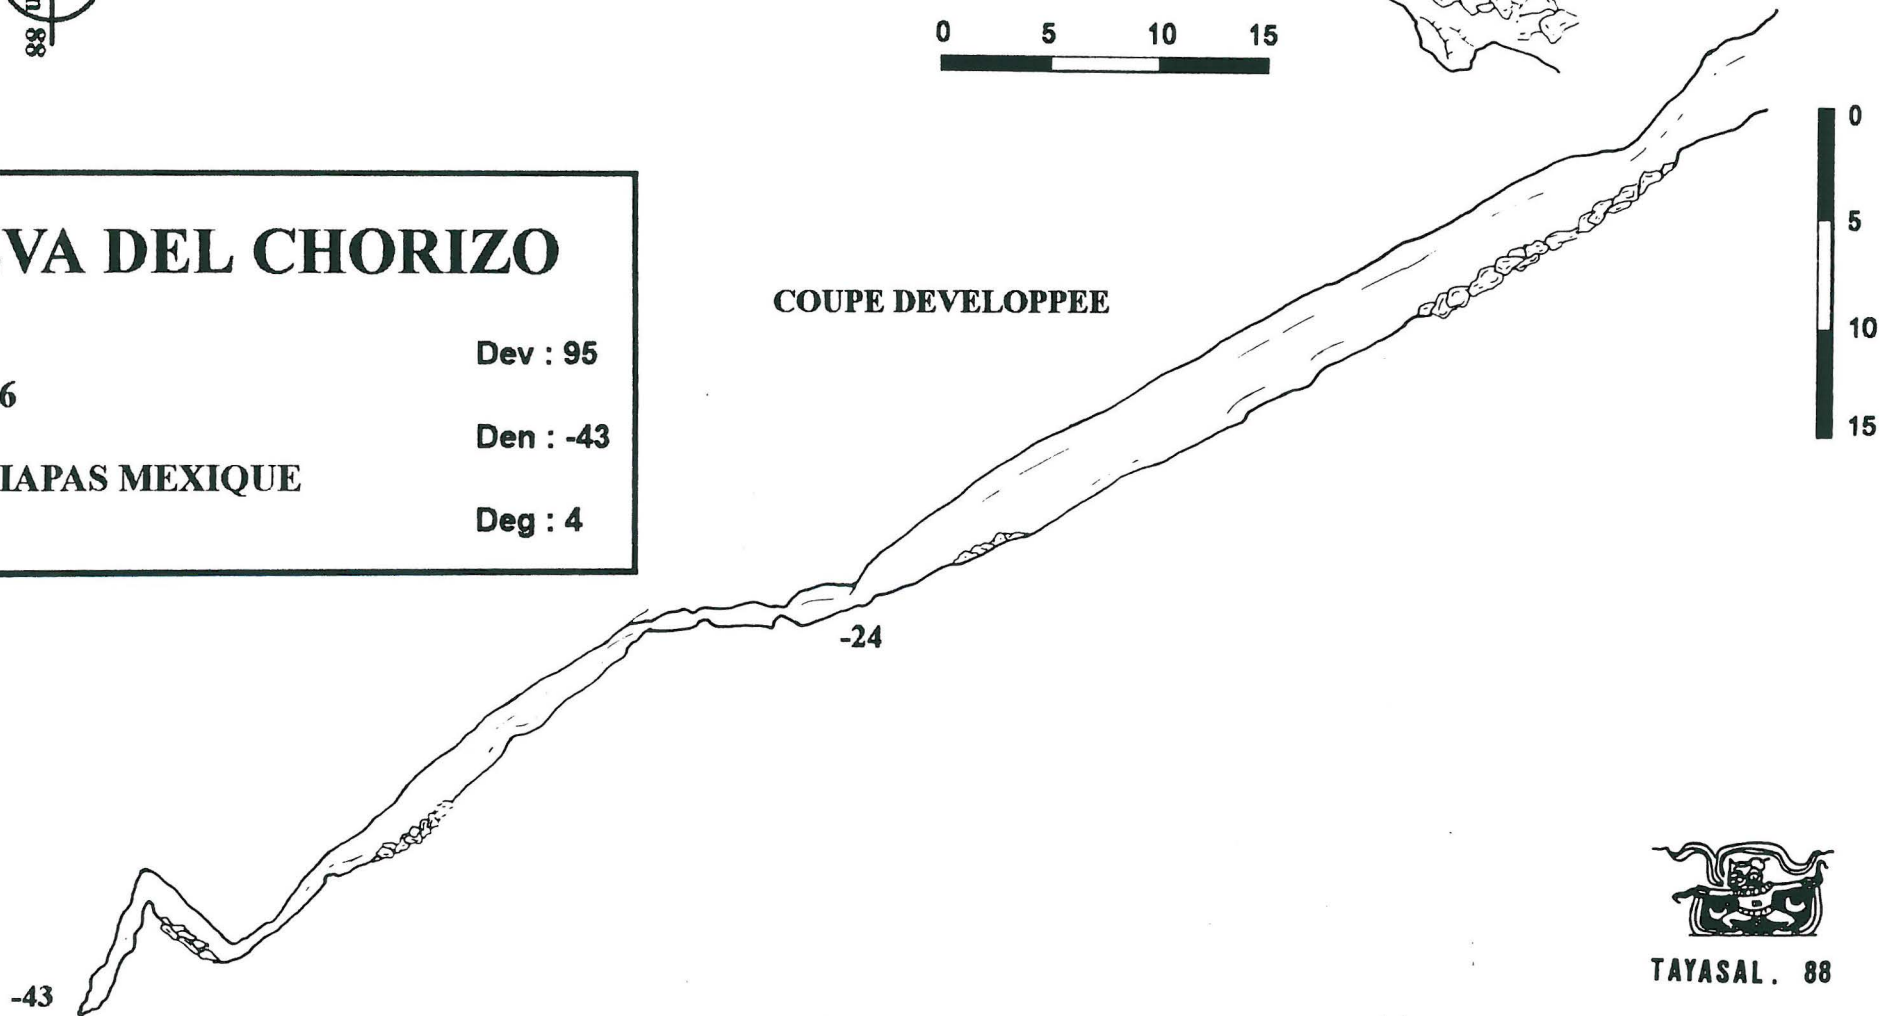 88
0 5 10 15
VA DEL CHORIZO
Dev : 95
6
Den : -43
IAPAS MEXIQUE
Deg : 4
COUPE DEVELOPPEE
0
5
10
15
-24
-43
TAYASAL. 88